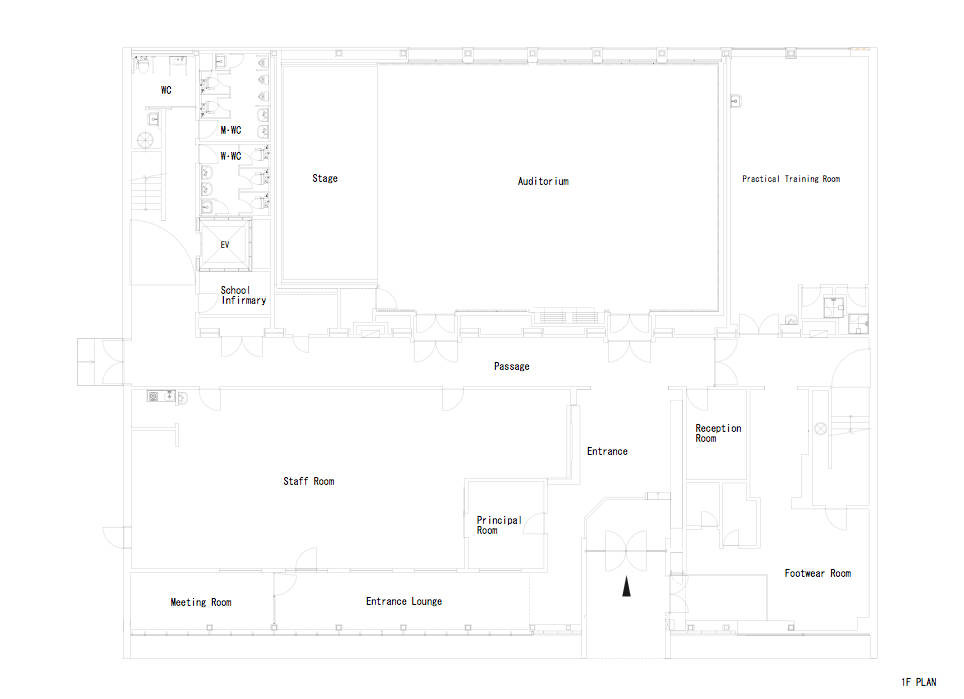 WC
M·WC
W·WC
Stage
Auditorium
Practical Training Room
EV
School
Infirmary
Passage
Reception
Room
Entrance
Staff Room
Principal
Room
Footwear Room
Meeting Room
Entrance Lounge
1F PLAN